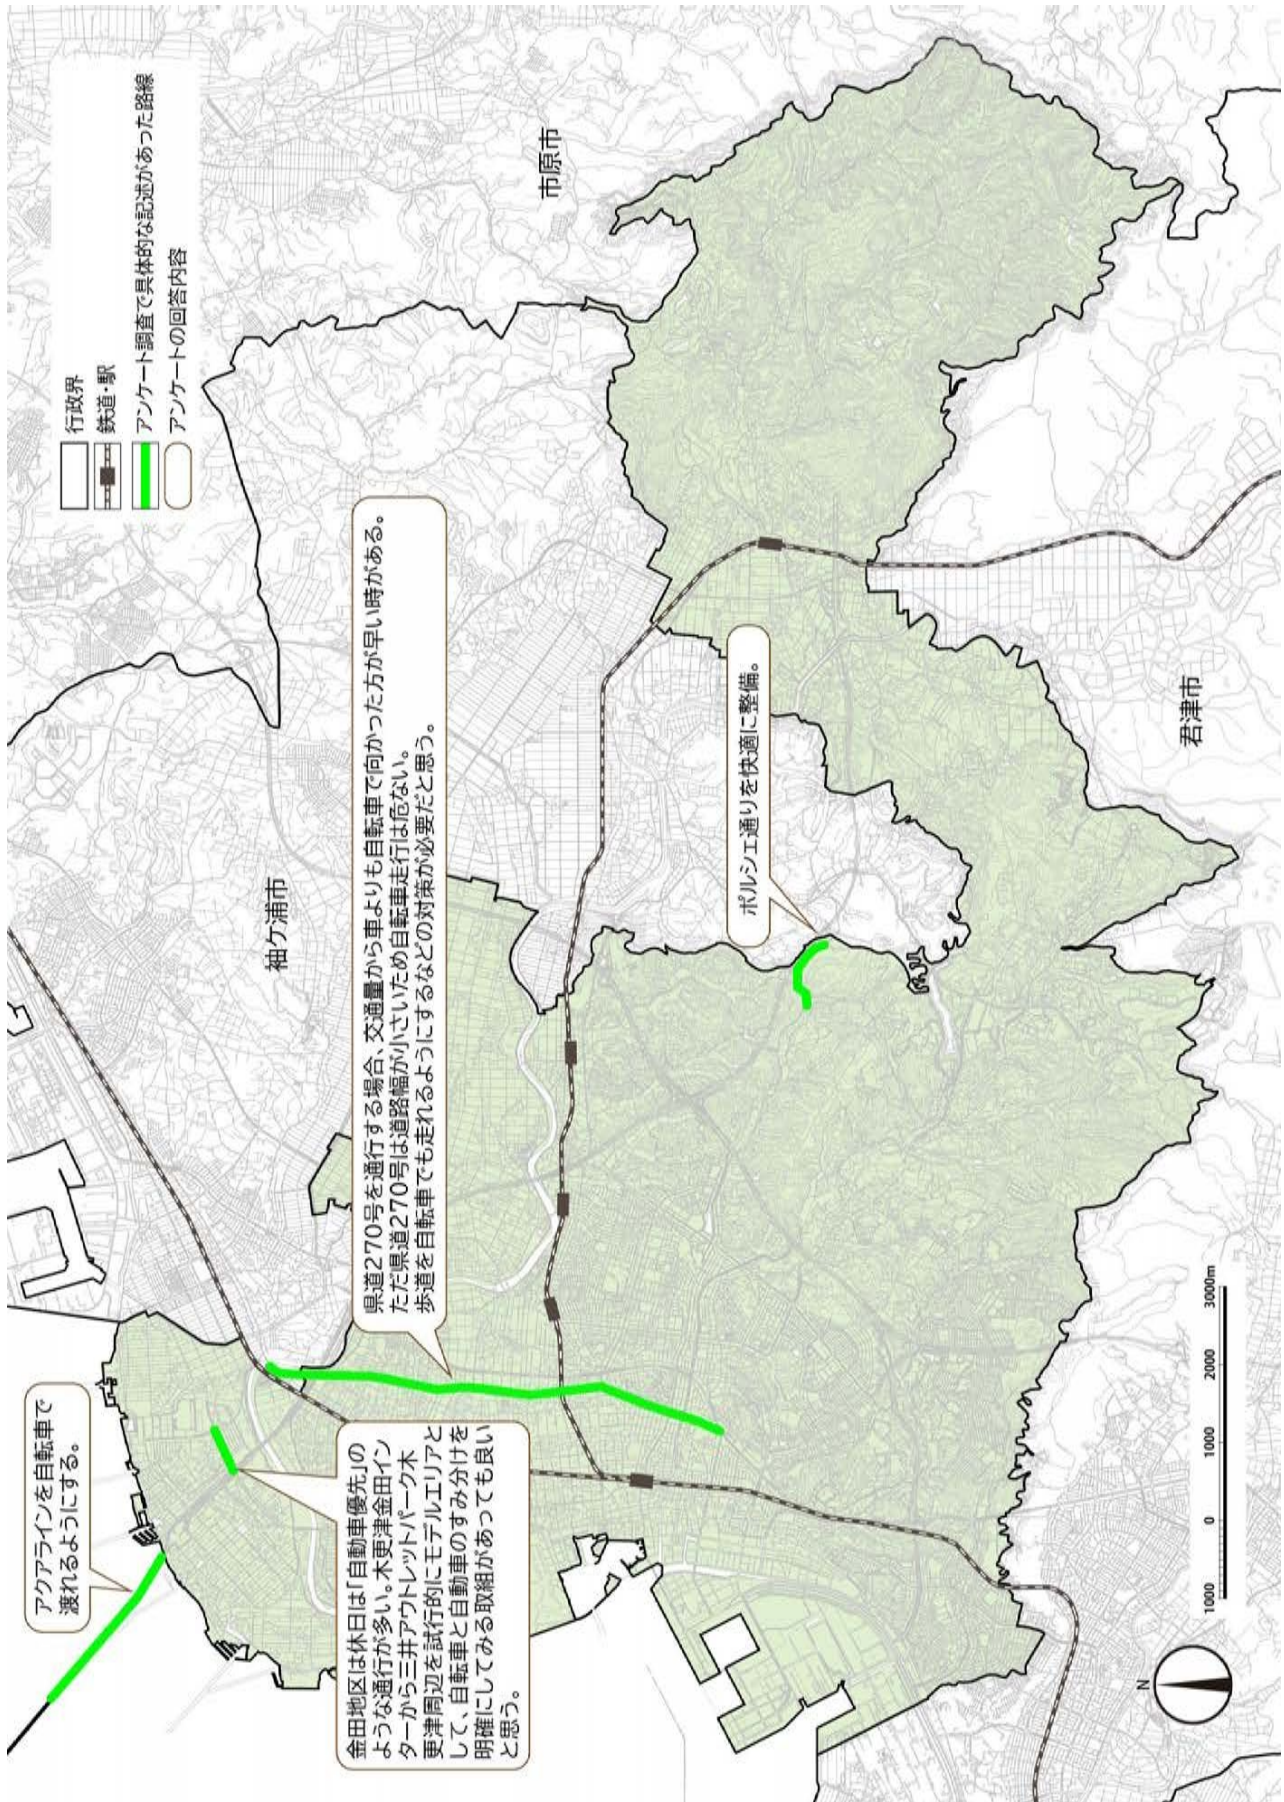 行政界
鉄道・駅
アンケート調査で具体的な記述があった路線
アンケートの回答内容
市原市
袖ケ浦市
君津市
アクアラインを自転車で
渡れるようにする。
県道270号を通行する場合、交通量から車よりも自転車で向かった方が早い時がある。
ただ県道270号は道路幅が小さいため自転車走行は危ない。
歩道を自転車でも走れるようにするなどの対策が必要だと思う。
ポルシェ通りを快適に整備。
金田地区は休日は「自動車優先」の
ような通行が多い。木更津金田イン
ターから三井アウトレットパーク木
更津周辺を試行的にモデルエリアと
して、自転車と自動車のすみ分けを
明確にしてみる取組があっても良い
と思う。
N
1000 0 1000 2000 3000m